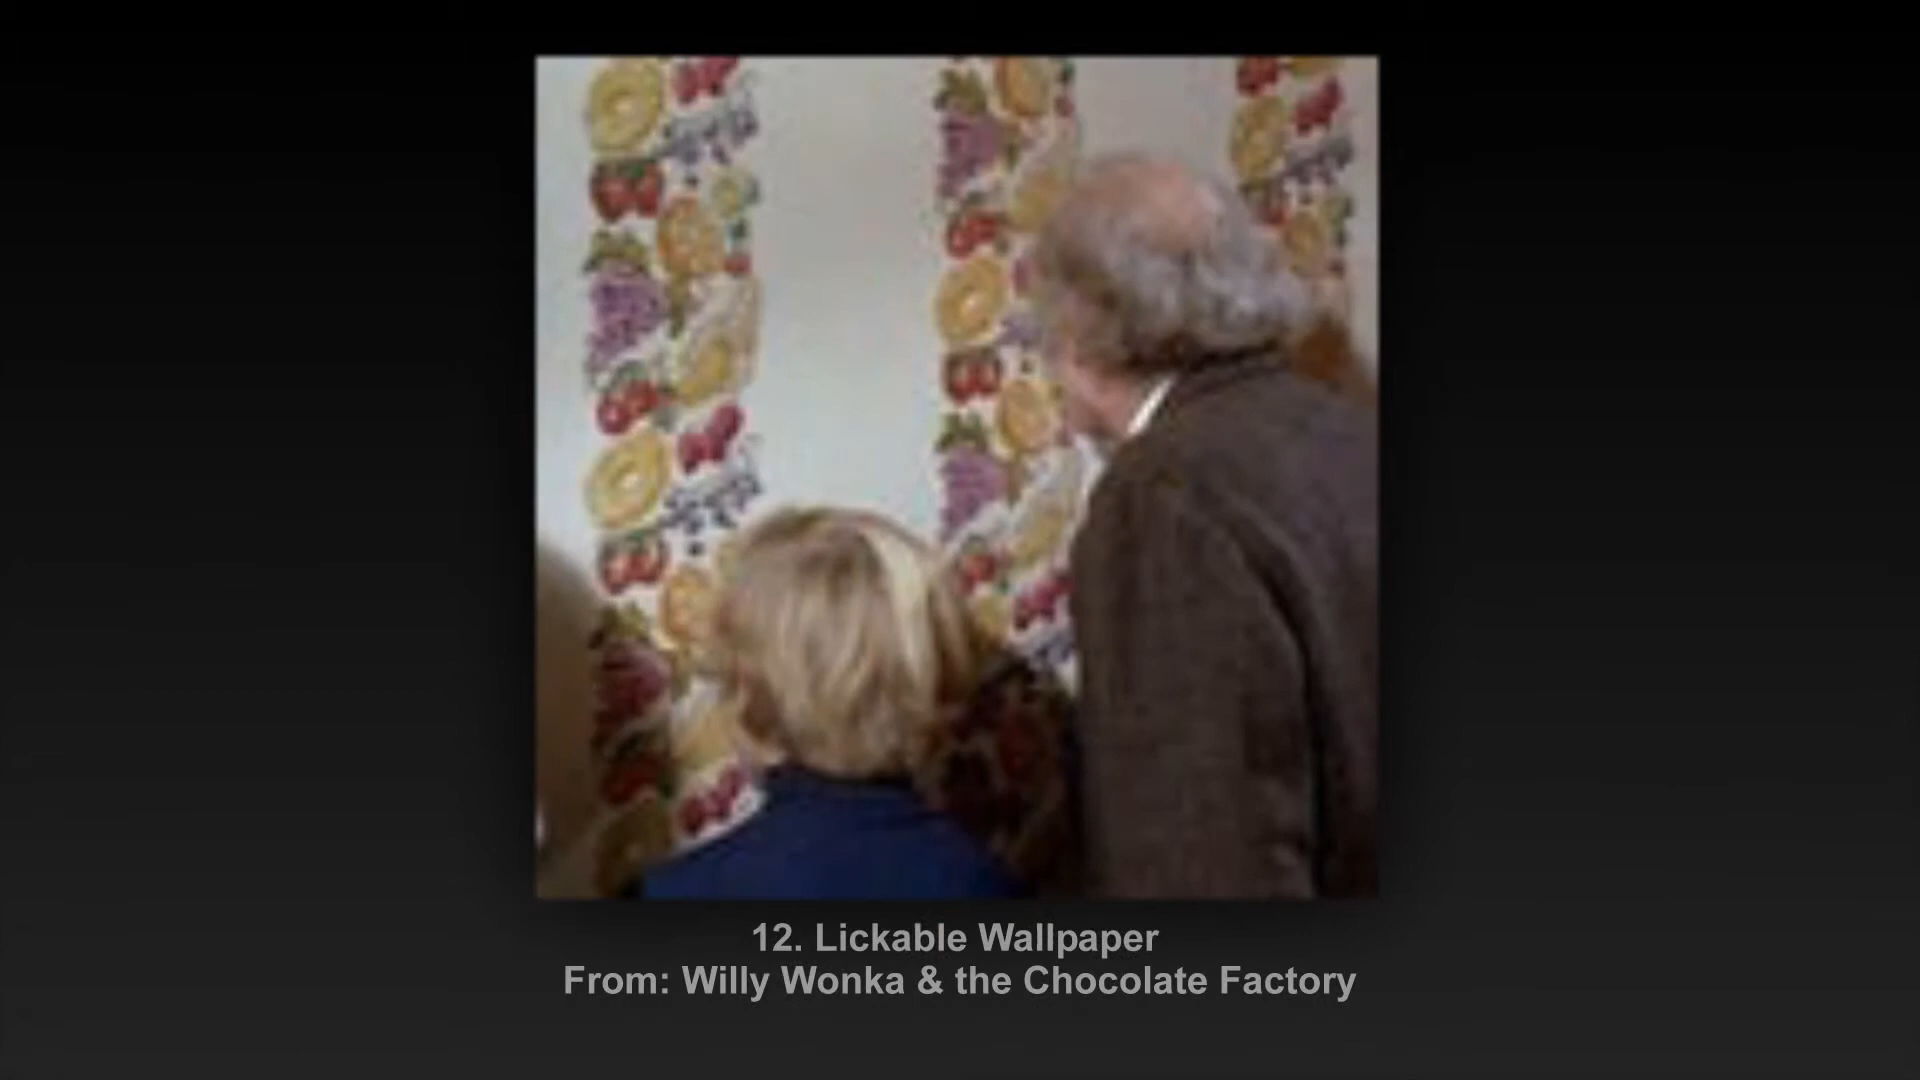 12. Lickable Wallpaper
From: Willy Wonka & the Chocolate Factory